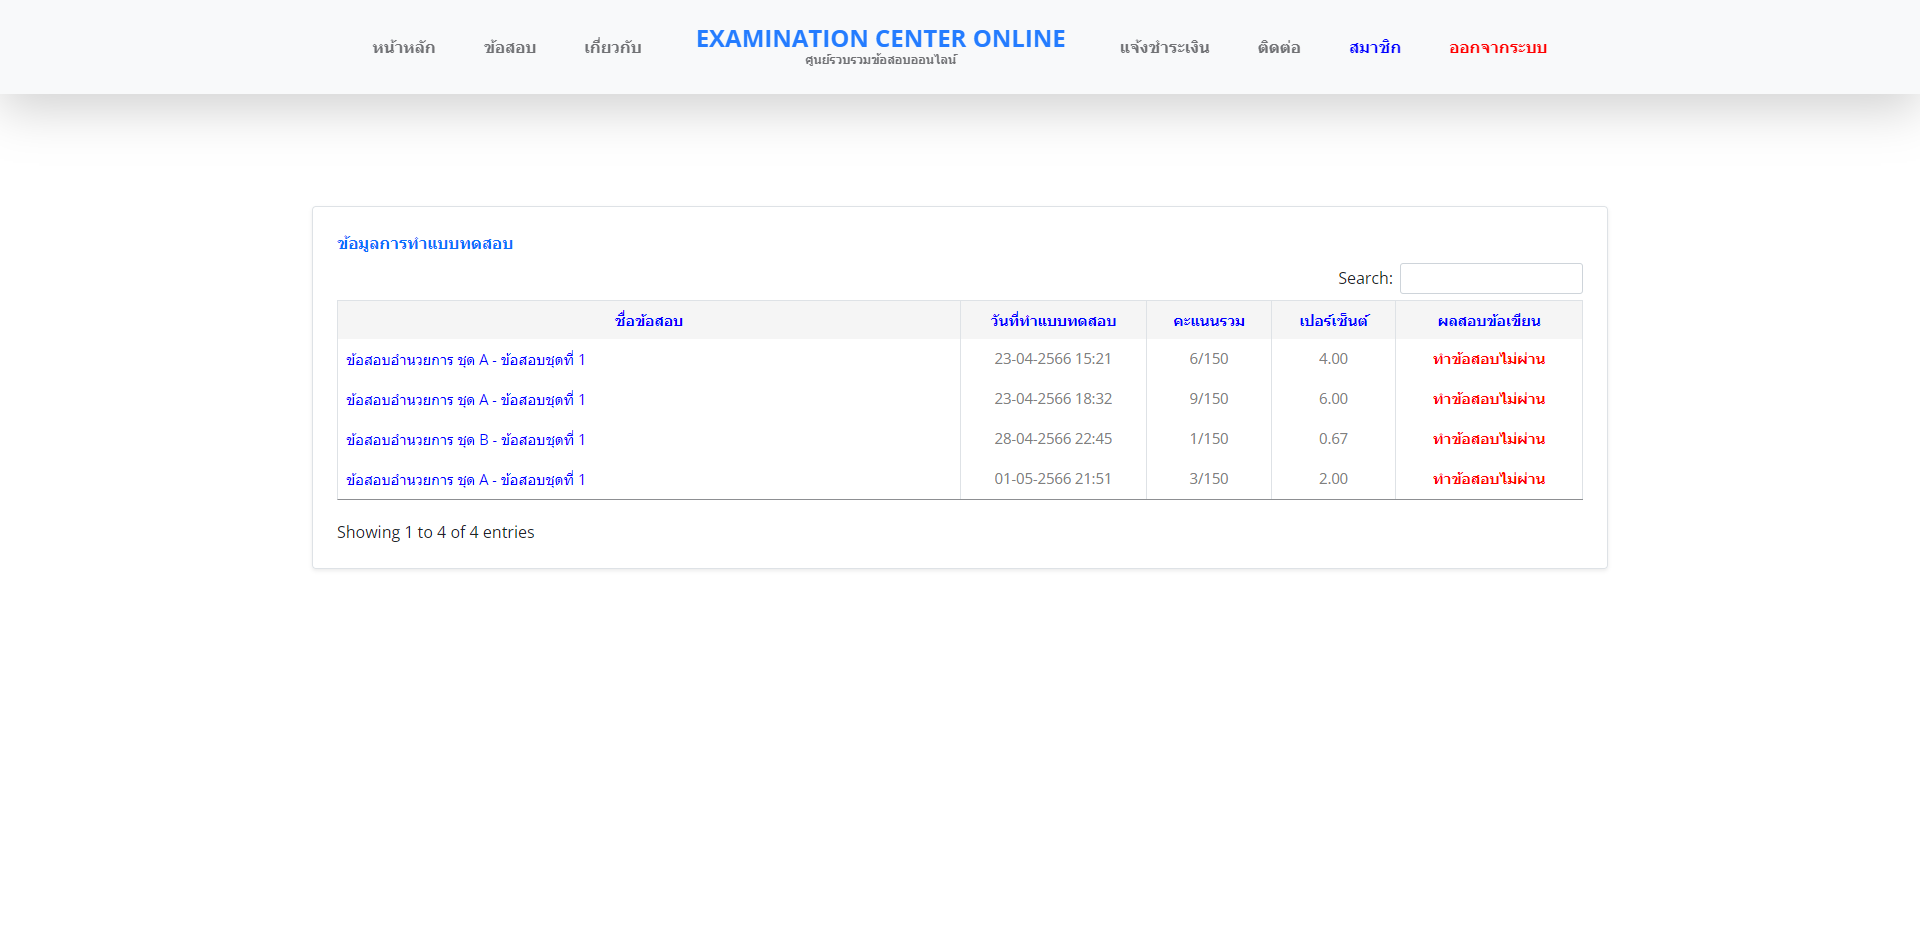 หน้าหลัก ข้อสอบ เกี่ยวกับ EXAMINATION CENTER ONLINE แจ้งชำระเงิน ติดต่อ สมาชิก ออกจากระบบ
ศูนย์รวบรวมข้อสอบออนไลน์
ข้อมูลการทำแบบทดสอบ
Search:
ชื่อข้อสอบ วันที่ทำแบบทดสอบ คะแนนรวม เปอร์เซ็นต์ ผลสอบข้อเขียน
ข้อสอบอำนวยการ ชุด A - ข้อสอบชุดที่ 1 23-04-2566 15:21 6/150 4.00 ทำข้อสอบไม่ผ่าน
ข้อสอบอำนวยการ ชุด A - ข้อสอบชุดที่ 1 23-04-2566 18:32 9/150 6.00 ทำข้อสอบไม่ผ่าน
ข้อสอบอำนวยการ ชุด B - ข้อสอบชุดที่ 1 28-04-2566 22:45 1/150 0.67 ทำข้อสอบไม่ผ่าน
ข้อสอบอำนวยการ ชุด A - ข้อสอบชุดที่ 1 01-05-2566 21:51 3/150 2.00 ทำข้อสอบไม่ผ่าน
Showing 1 to 4 of 4 entries